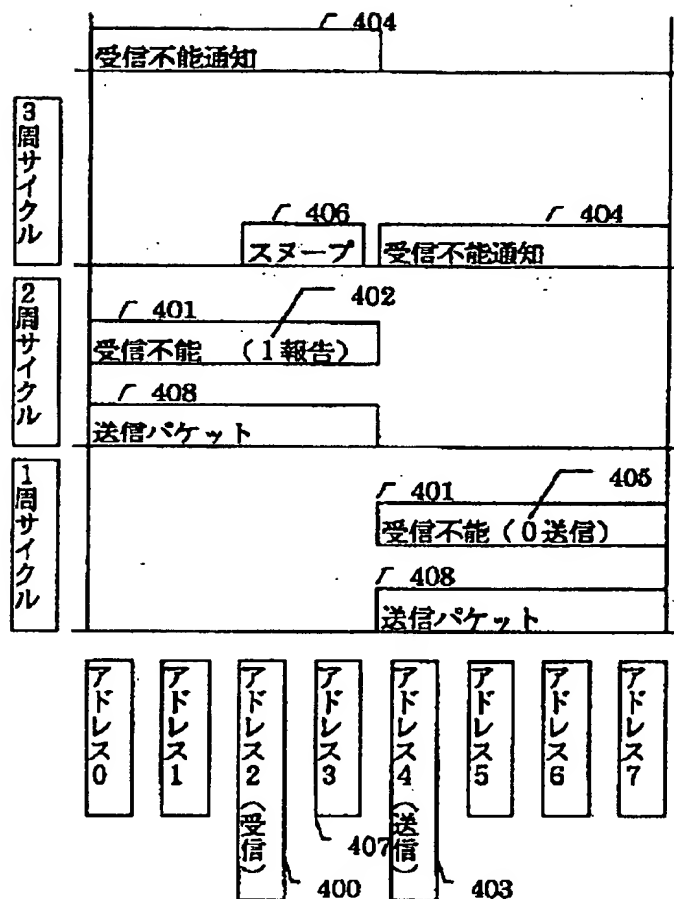 404
受信不能通知
3周サイクル
406
404
スヌープ
受信不能通知
2周サイクル
401
402
受信不能 (1報告)
408
送信パケット
1周サイクル
401
405
受信不能(0送信)
408
送信パケット
アドレス0
アドレス1
アドレス2(受信)
アドレス3
アドレス4(送信)
アドレス5
アドレス6
アドレス7
407
400
403